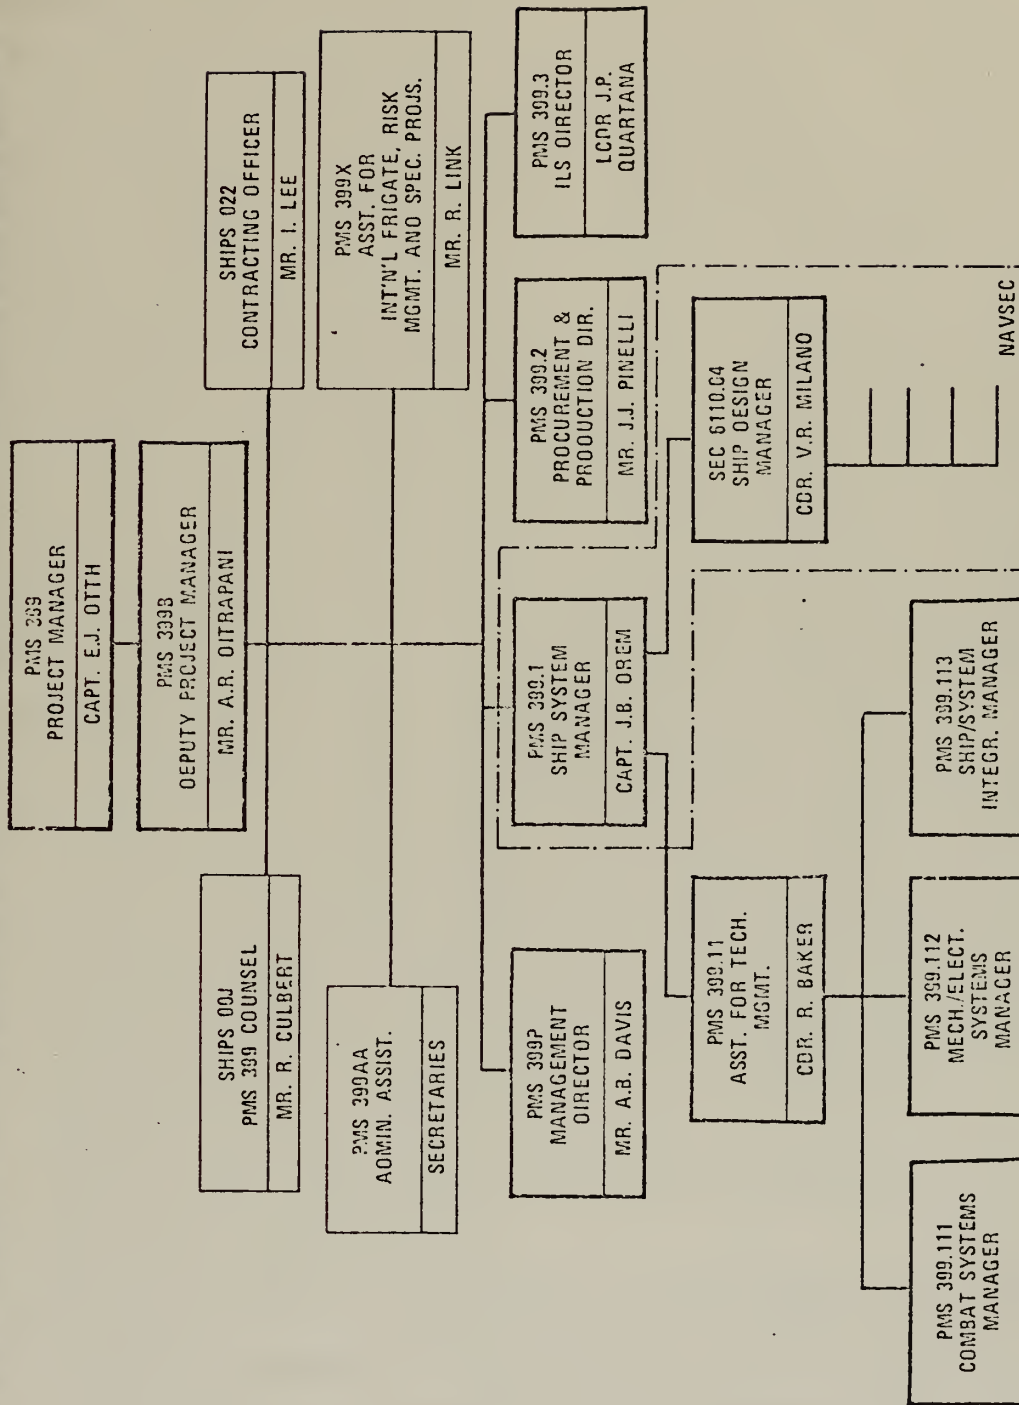 PMS 399
PROJECT MANAGER
CAPT. E.J. OTTH
PMS 399B
DEPUTY PROJECT MANAGER
MR. A.R. DITRAPANI
SHIPS 00J
PMS 399 COUNSEL
MR. R. CULBERT
SHIPS 022
CONTRACTING OFFICER
MR. I. LEE
PMS 399AA
ADMIN. ASSIST.
SECRETARIES
PMS 399X
ASST. FOR
INT'N'L FRIGATE, RISK
MGMT. AND SPEC. PROJS.
MR. R. LINK
PMS 399P
MANAGEMENT
DIRECTOR
MR. A.B. DAVIS
PMS 399.1
SHIP SYSTEM
MANAGER
CAPT. J.B. OREM
PMS 399.2
PROCUREMENT &
PRODUCTION DIR.
MR. J.J. PINELLI
PMS 399.3
ILS DIRECTOR
LCDR J.P.
QUARTANA
PMS 399.11
ASST. FOR TECH.
MGMT.
CDR. R. BAKER
SEC 6110.04
SHIP DESIGN
MANAGER
CDR. V.R. MILANO
PMS 399.111
COMBAT SYSTEMS
MANAGER
PMS 399.112
MECH./ELECT.
SYSTEMS
MANAGER
PMS 399.113
SHIP/SYSTEM
INTEGR. MANAGER
NAVSEC